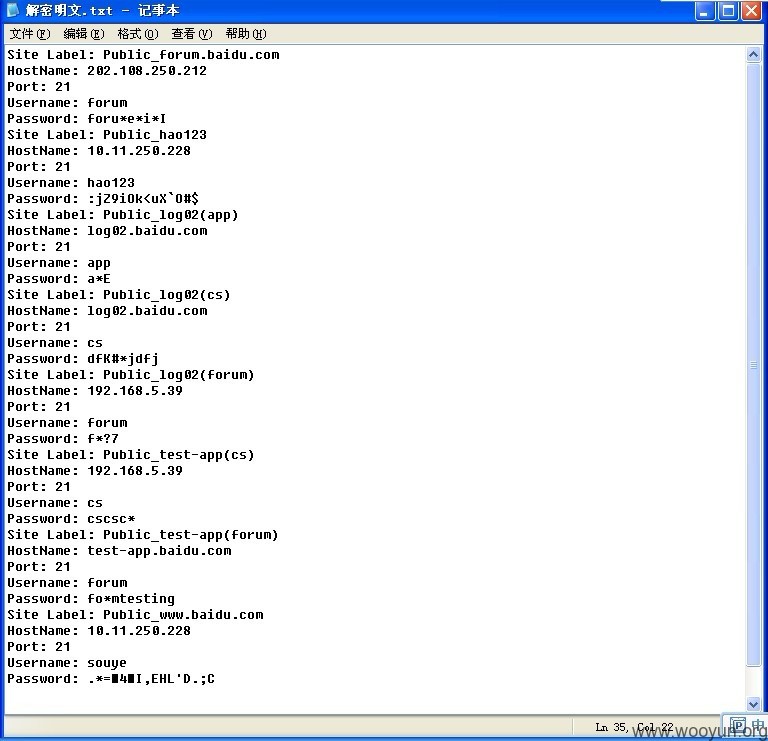 解密明文.txt - 记事本
文件(F) 编辑(E) 格式(O) 查看(V) 帮助(H)
Site Label: Public_forum.baidu.com
HostName: 202.108.250.212
Port: 21
Username: forum
Password: foru*e*i*I
Site Label: Public_hao123
HostName: 10.11.250.228
Port: 21
Username: hao123
Password: :jZ9iOk<uX`O#$
Site Label: Public_log02(app)
HostName: log02.baidu.com
Port: 21
Username: app
Password: a*E
Site Label: Public_log02(cs)
HostName: log02.baidu.com
Port: 21
Username: cs
Password: dfK#*jdfj
Site Label: Public_log02(forum)
HostName: 192.168.5.39
Port: 21
Username: forum
Password: f*?7
Site Label: Public_test-app(cs)
HostName: 192.168.5.39
Port: 21
Username: cs
Password: cscsc*
Site Label: Public_test-app(forum)
HostName: test-app.baidu.com
Port: 21
Username: forum
Password: fo*mtesting
Site Label: Public_www.baidu.com
HostName: 10.11.250.228
Port: 21
Username: souye
Password: .*=■4■I,EHL'D.;C
Ln 35, Col 22
中
www.wooyun.org